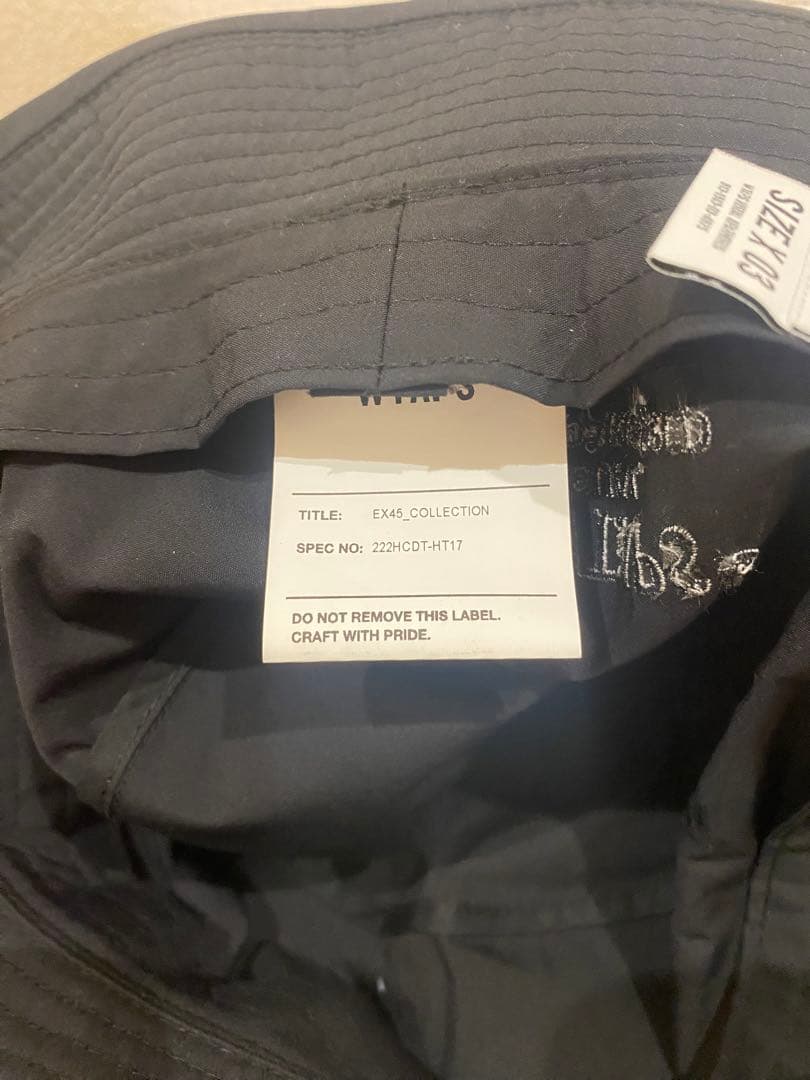 WTAPS
TITLE: EX45_COLLECTION
SPEC NO: 222HCDT-HT17
DO NOT REMOVE THIS LABEL.
CRAFT WITH PRIDE.
SIZE X 03